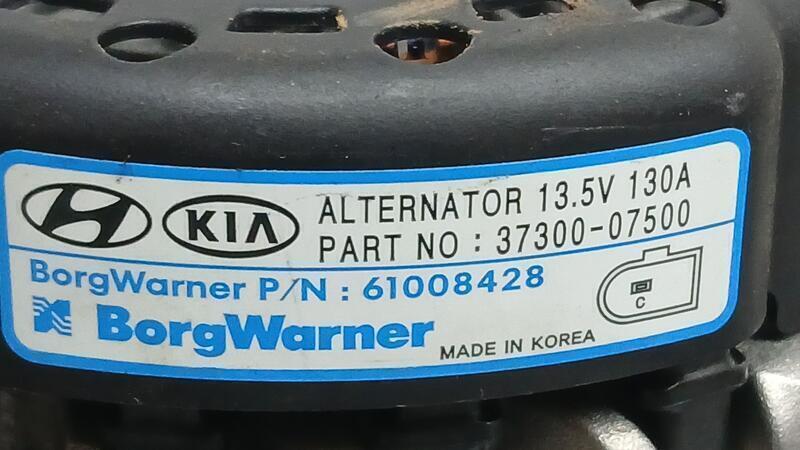 KIA
ALTERNATOR 13.5V 130A
PART NO : 37300-07500
BorgWarner P/N : 61008428
BorgWarner
MADE IN KOREA
C